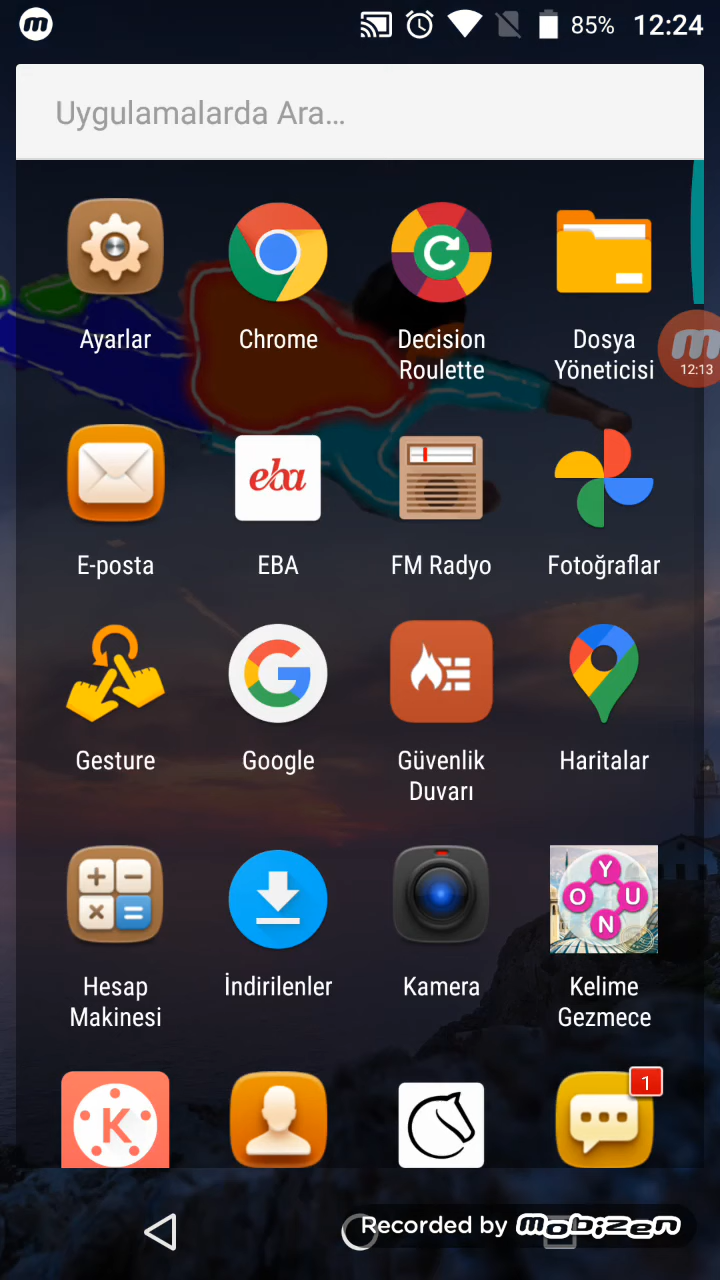 m
85% 12:24
Uygulamalarda Ara...
Ayarlar Chrome Decision Roulette Dosya Yöneticisi
m
12:13
eba
E-posta EBA FM Radyo Fotoğraflar
G
Gesture Google Güvenlik Duvarı Haritalar
Y
O U
N
Hesap Makinesi İndirilenler Kamera Kelime Gezmece
K
1
Recorded by mobizen